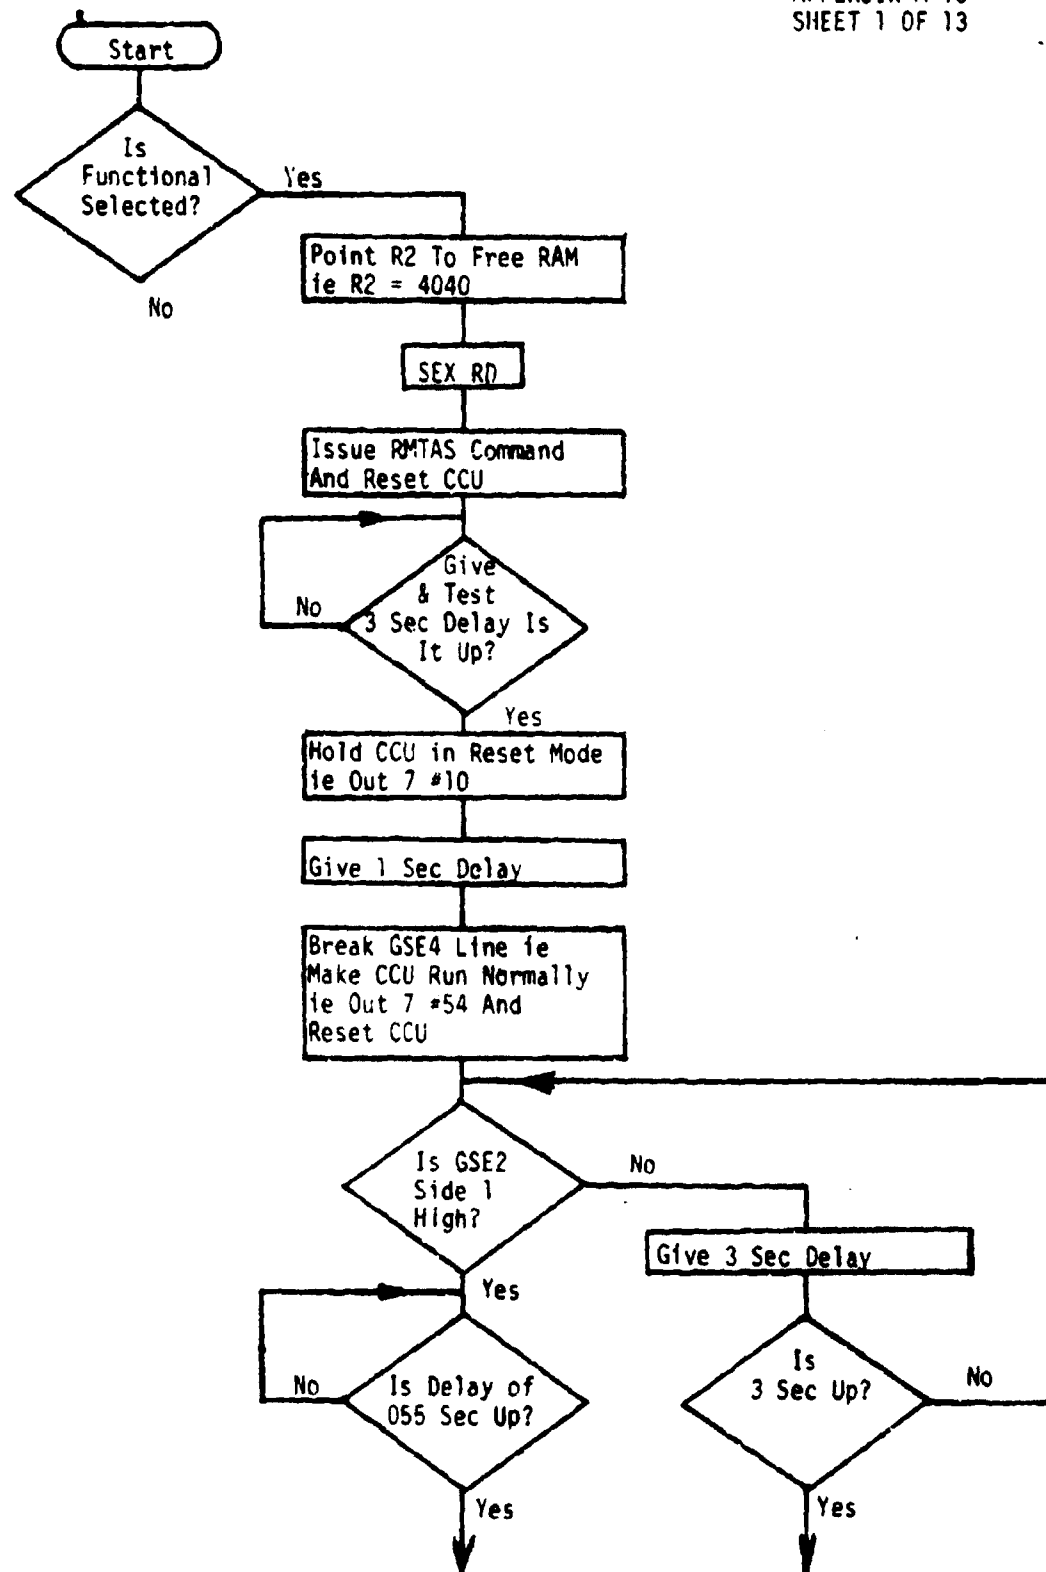 SHEET 1 OF 13
Start
Is
Functional
Selected?
Yes
No
Point R2 To Free RAM
ie R2 = 4040
SEX RD
Issue RMTAS Command
And Reset CCU
Give
& Test
3 Sec Delay Is
It Up?
No
Yes
Hold CCU in Reset Mode
ie Out 7 #10
Give 1 Sec Delay
Break GSE4 Line ie
Make CCU Run Normally
ie Out 7 #54 And
Reset CCU
Is GSE2
Side 1
High?
No
Yes
Give 3 Sec Delay
Is Delay of
055 Sec Up?
No
Yes
Is
3 Sec Up?
No
Yes